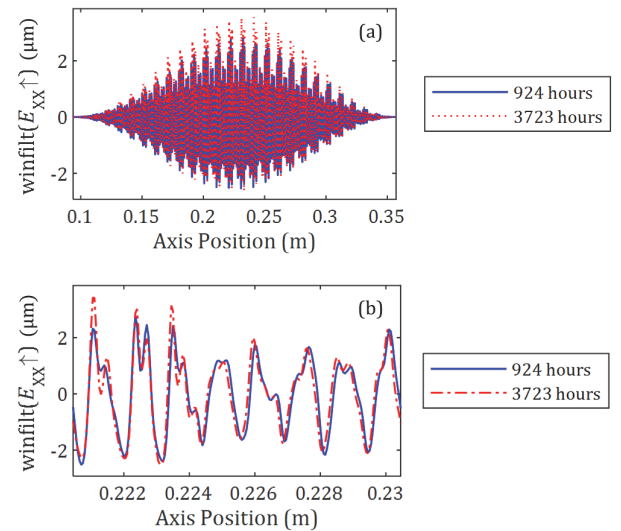 (a)
winfilt(E_XX↑) (μm)
2
0
-2
0.1 0.15 0.2 0.25 0.3 0.35
Axis Position (m)
924 hours
3723 hours
(b)
winfilt(E_XX↑) (μm)
2
0
-2
0.222 0.224 0.226 0.228 0.23
Axis Position (m)
924 hours
3723 hours